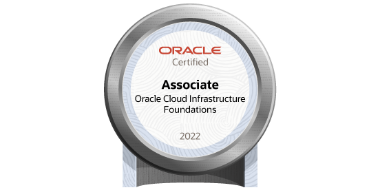 ORACLE
Certified
Associate
Oracle Cloud Infrastructure
Foundations
2022